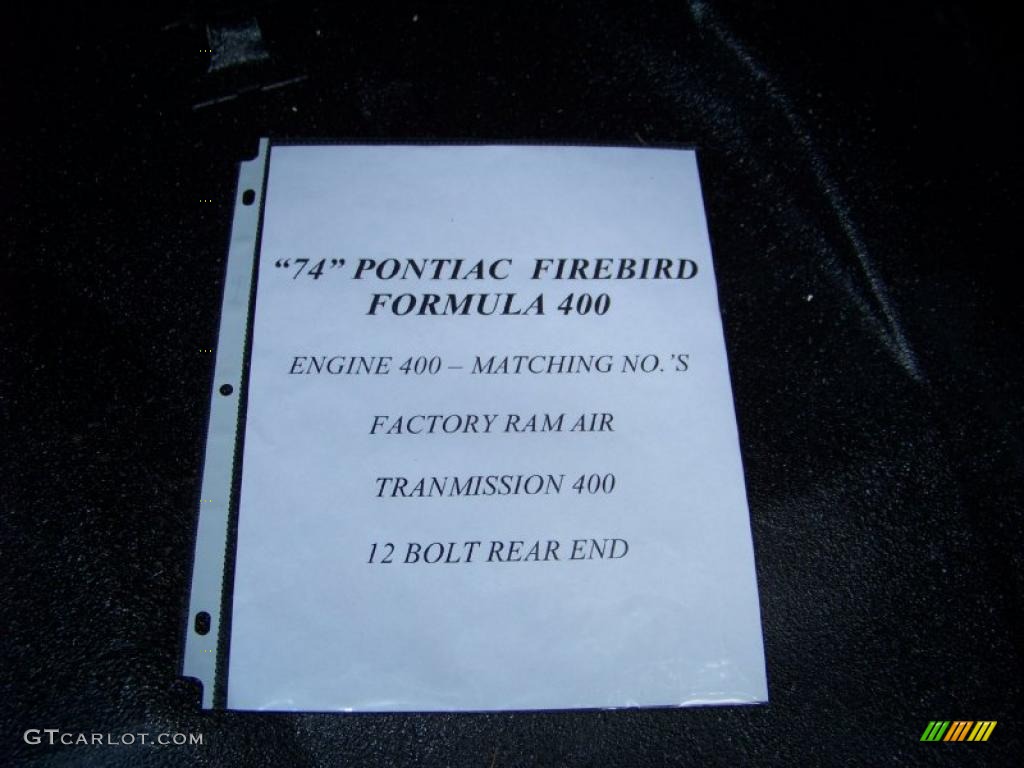 “74” PONTIAC FIREBIRD
FORMULA 400
ENGINE 400 – MATCHING NO.’S
FACTORY RAM AIR
TRANMISSION 400
12 BOLT REAR END
GTCARLOT.COM